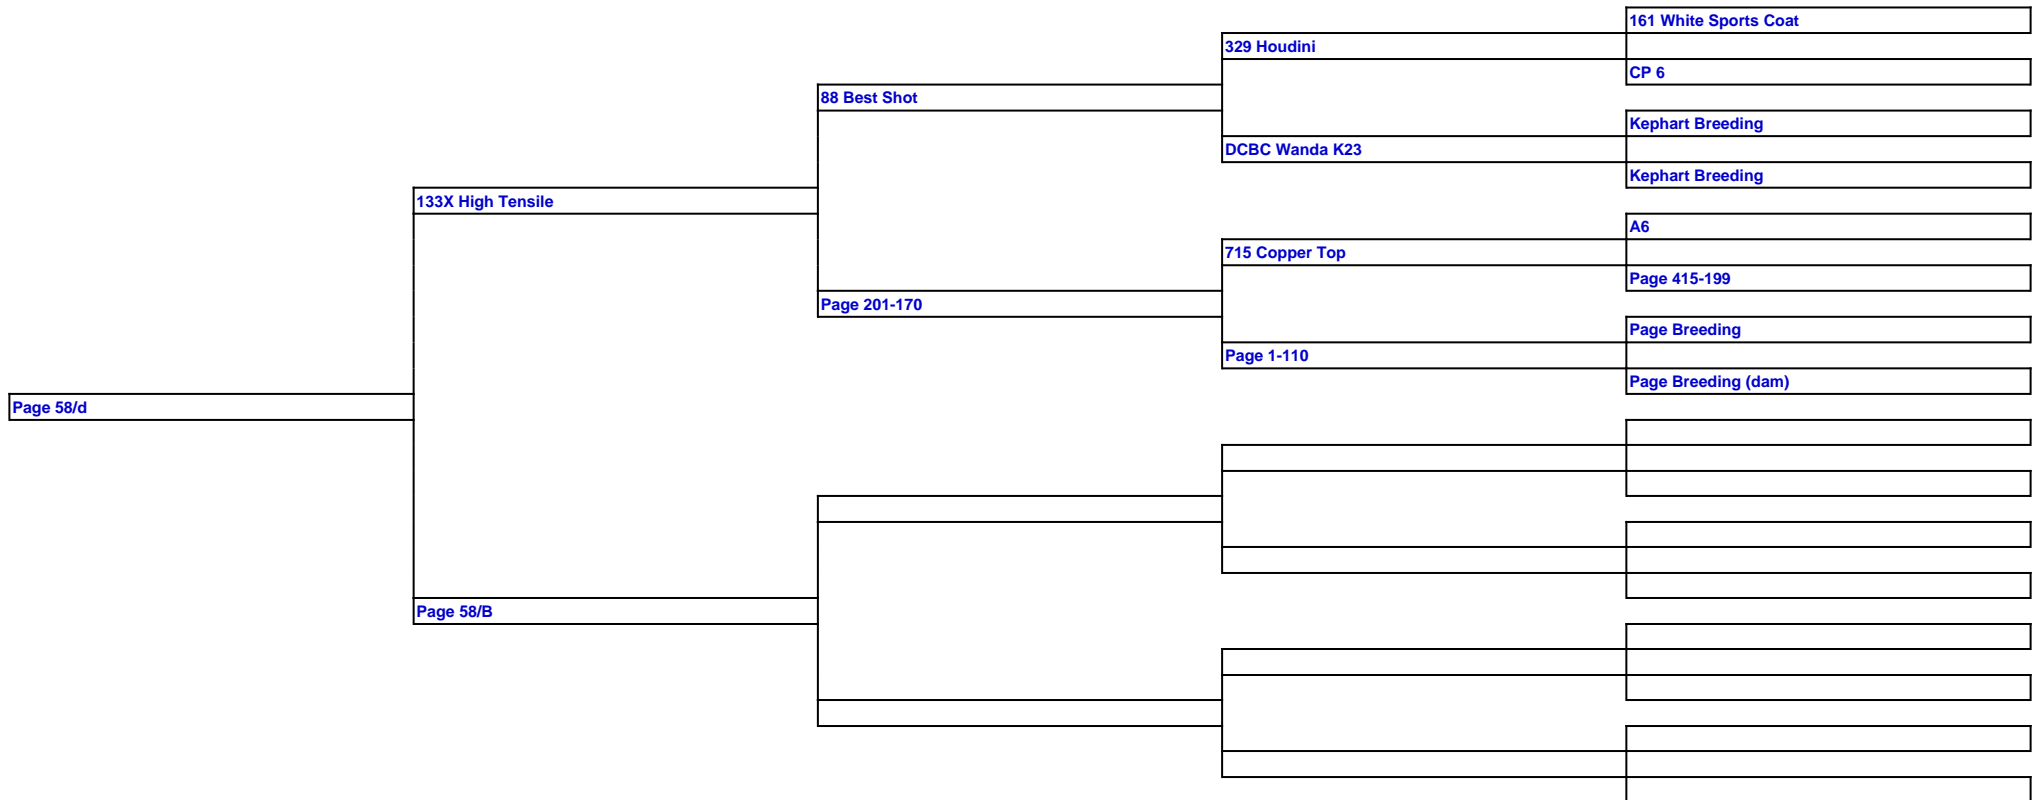 161 White Sports Coat
329 Houdini
CP 6
88 Best Shot
Kephart Breeding
DCBC Wanda K23
Kephart Breeding
133X High Tensile
A6
715 Copper Top
Page 415-199
Page 201-170
Page Breeding
Page 1-110
Page Breeding (dam)
Page 58/d
Page 58/B